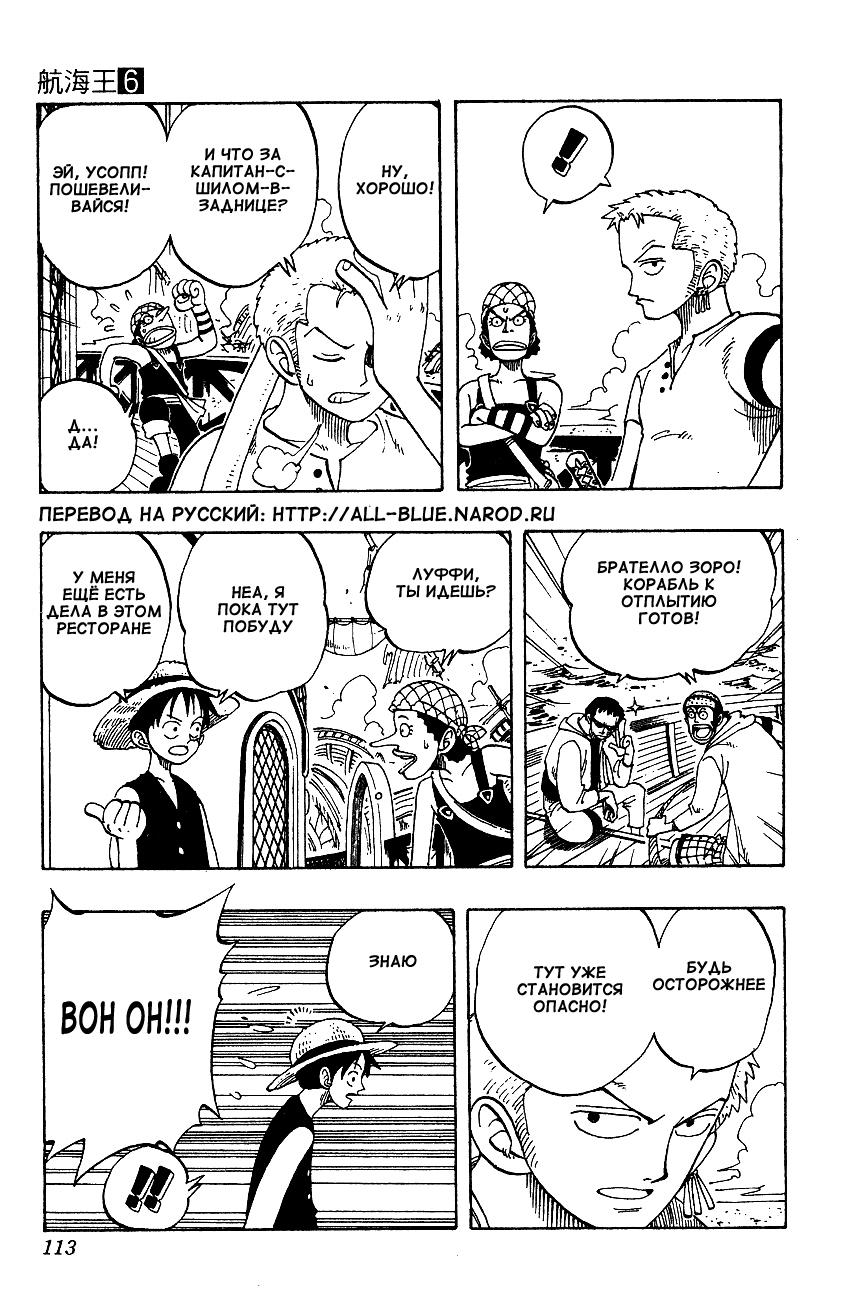 航海王6
!!
НУ,
ХОРОШО!
И ЧТО ЗА
КАПИТАН-С-
ШИЛОМ-В-
ЗАДНИЦЕ?
ЭЙ, УСОПП!
ПОШЕВЕЛИ-
ВАЙСЯ!
Д...
ДА!
ПЕРЕВОД НА РУССКИЙ: HTTP://ALL-BLUE.NAROD.RU
БРАТЕЛЛО ЗОРО!
КОРАБЛЬ К
ОТПЛЫТИЮ
ГОТОВ!
ЛУФФИ,
ТЫ ИДЕШЬ?
НЕА, Я
ПОКА ТУТ
ПОБУДУ
У МЕНЯ
ЕЩЁ ЕСТЬ
ДЕЛА В ЭТОМ
РЕСТОРАНЕ
БУДЬ
ОСТОРОЖНЕЕ
ТУТ УЖЕ
СТАНОВИТСЯ
ОПАСНО!
ЗНАЮ
ВОН ОН!!!
!!
113